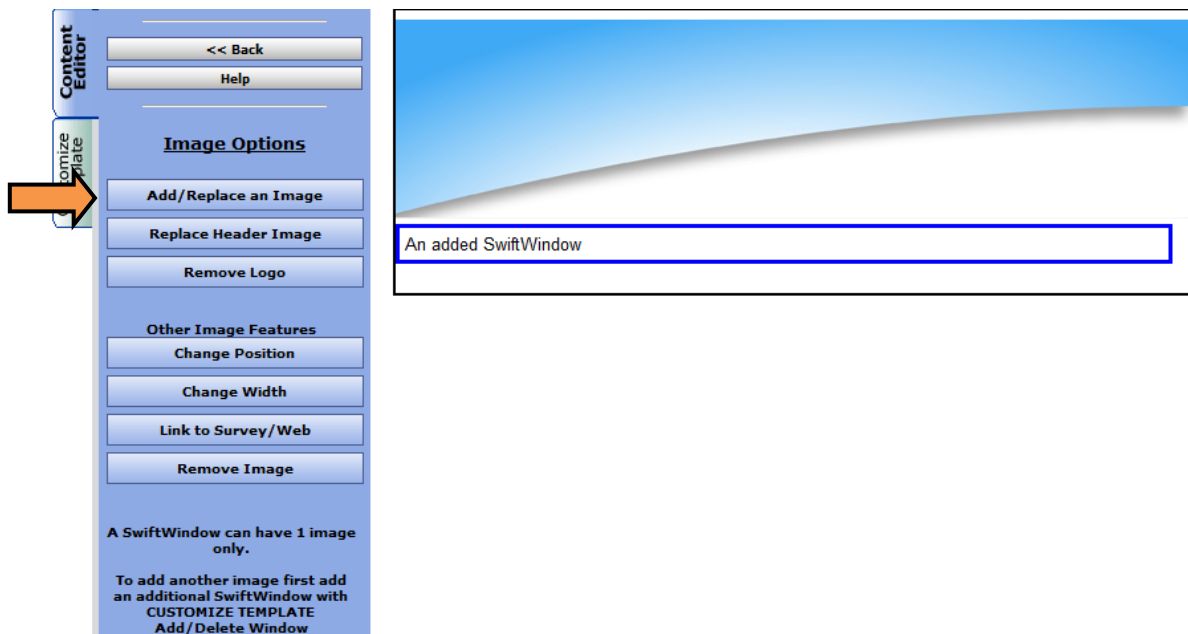 Content
Editor
<< Back
Help
Image Options
Add/Replace an Image
Replace Header Image
Remove Logo
Other Image Features
Change Position
Change Width
Link to Survey/Web
Remove Image
A SwiftWindow can have 1 image
only.
To add another image first add
an additional SwiftWindow with
CUSTOMIZE TEMPLATE
Add/Delete Window
An added SwiftWindow